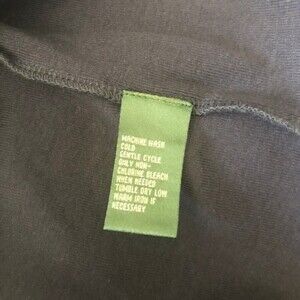 MACHINE WASH
COLD
GENTLE CYCLE
ONLY NON-
CHLORINE BLEACH
WHEN NEEDED
TUMBLE DRY LOW
WARM IRON IF
NECESSARY